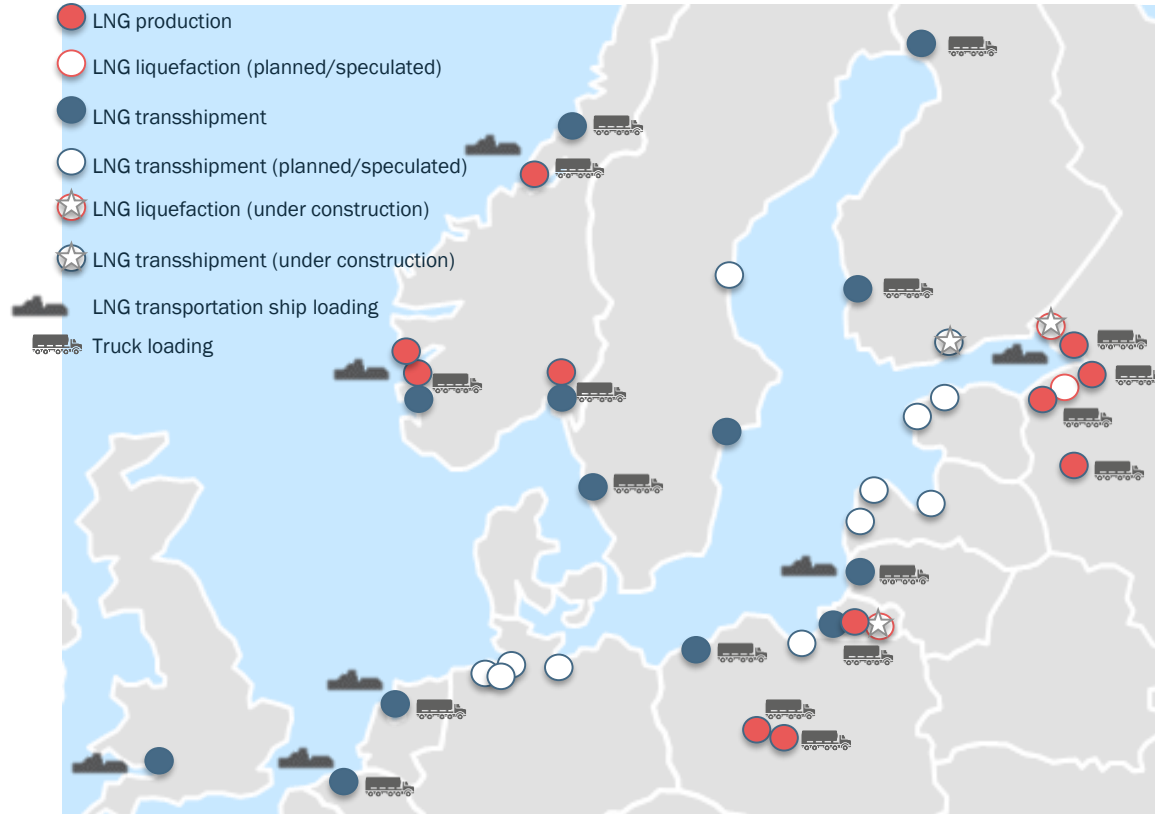 LNG production
LNG liquefaction (planned/speculated)
LNG transshipment
LNG transshipment (planned/speculated)
LNG liquefaction (under construction)
LNG transshipment (under construction)
LNG transportation ship loading
Truck loading